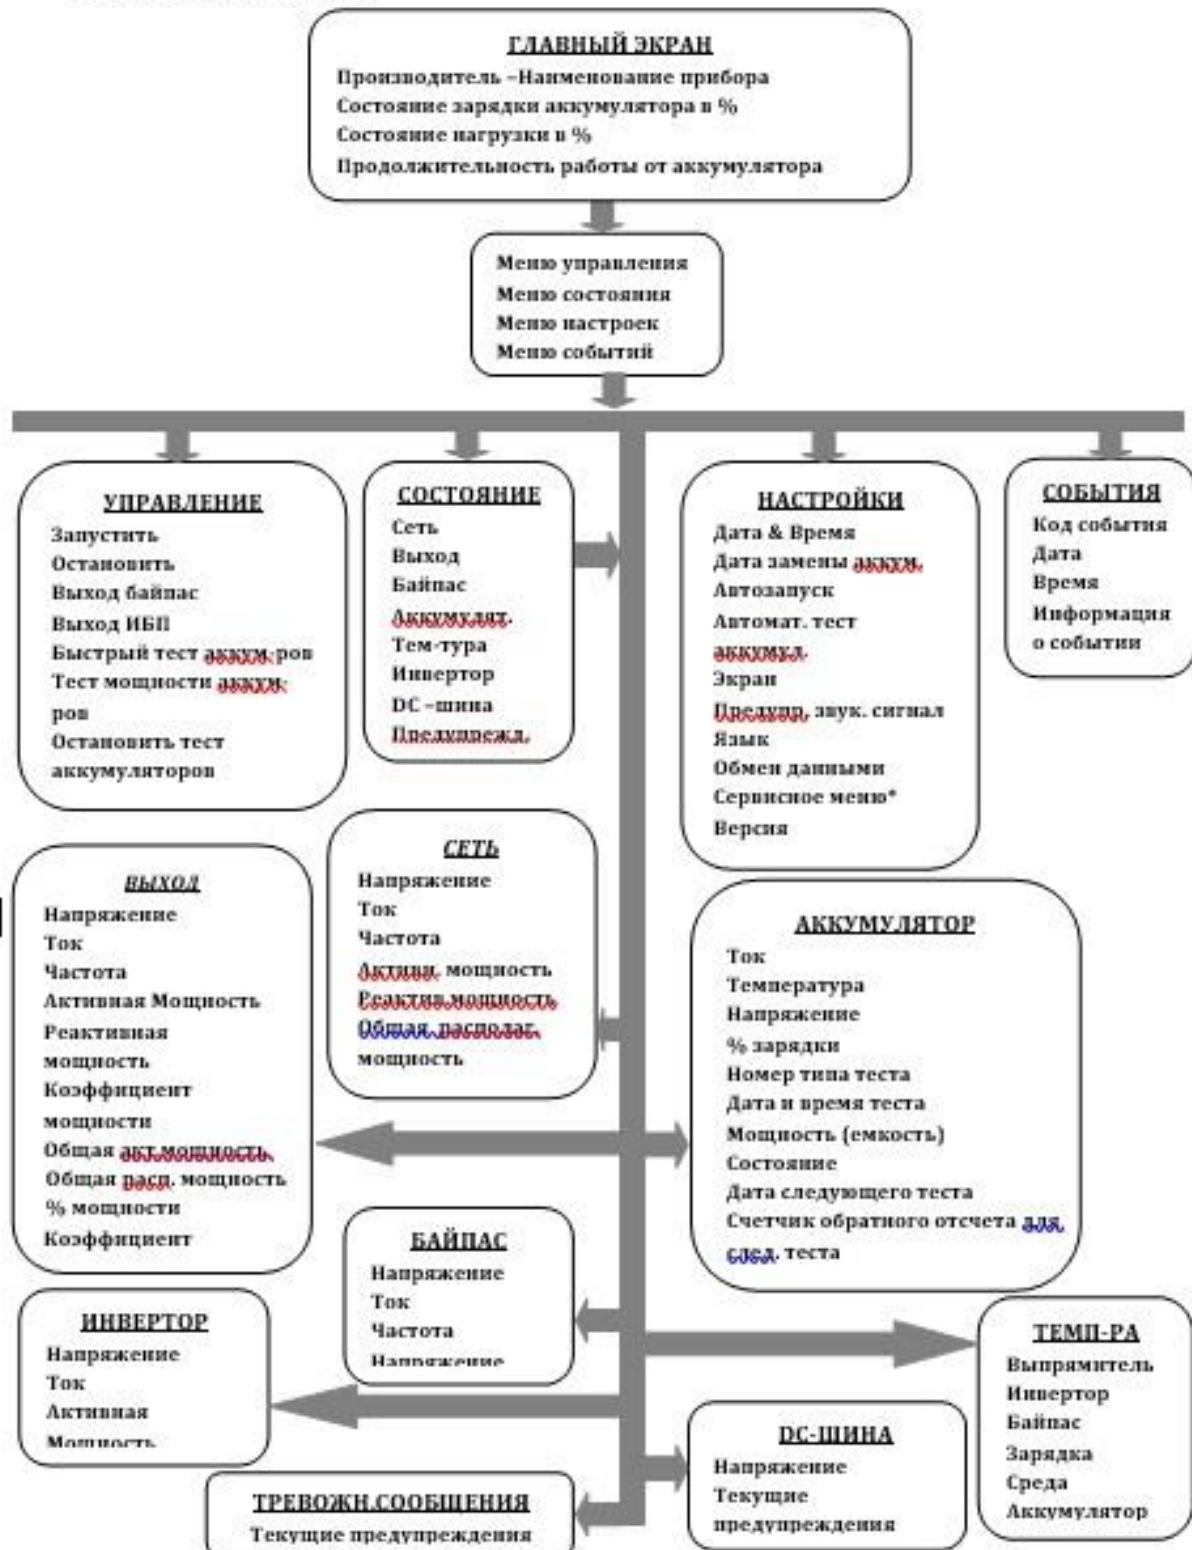 ГЛАВНЫЙ ЭКРАН
Производитель –Наименование прибора
Состояние зарядки аккумулятора в %
Состояние нагрузки в %
Продолжительность работы от аккумулятора
Меню управления
Меню состояния
Меню настроек
Меню событий
УПРАВЛЕНИЕ
Запустить
Остановить
Выход байпас
Выход ИБП
Быстрый тест аккум-ров
Тест мощности аккум-
ров
Остановить тест
аккумуляторов
СОСТОЯНИЕ
Сеть
Выход
Байпас
Аккумулят.
Тем-тура
Инвертор
DC –шина
Предупрежд.
НАСТРОЙКИ
Дата & Время
Дата замены аккум.
Автозапуск
Автомат. тест
аккумул.
Экран
Предупр. звук. сигнал
Язык
Обмен данными
Сервисное меню*
Версия
СОБЫТИЯ
Код события
Дата
Время
Информация
о событии
ВЫХОД
Напряжение
Ток
Частота
Активная Мощность
Реактивная
мощность
Коэффициент
мощности
Общая акт.мощность
Общая расп. мощность
% мощности
Коэффициент
СЕТЬ
Напряжение
Ток
Частота
Активн. мощность
Реактив.мощность
Общая располаг.
мощность
АККУМУЛЯТОР
Ток
Температура
Напряжение
% зарядки
Номер типа теста
Дата и время теста
Мощность (емкость)
Состояние
Дата следующего теста
Счетчик обратного отсчета для
след. теста
БАЙПАС
Напряжение
Ток
Частота
Напряжение
ИНВЕРТОР
Напряжение
Ток
Активная
Мощность
ТЕМП-РА
Выпрямитель
Инвертор
Байпас
Зарядка
Среда
Аккумулятор
DC-ШИНА
Напряжение
Текущие
предупреждения
ТРЕВОЖН.СООБЩЕНИЯ
Текущие предупреждения